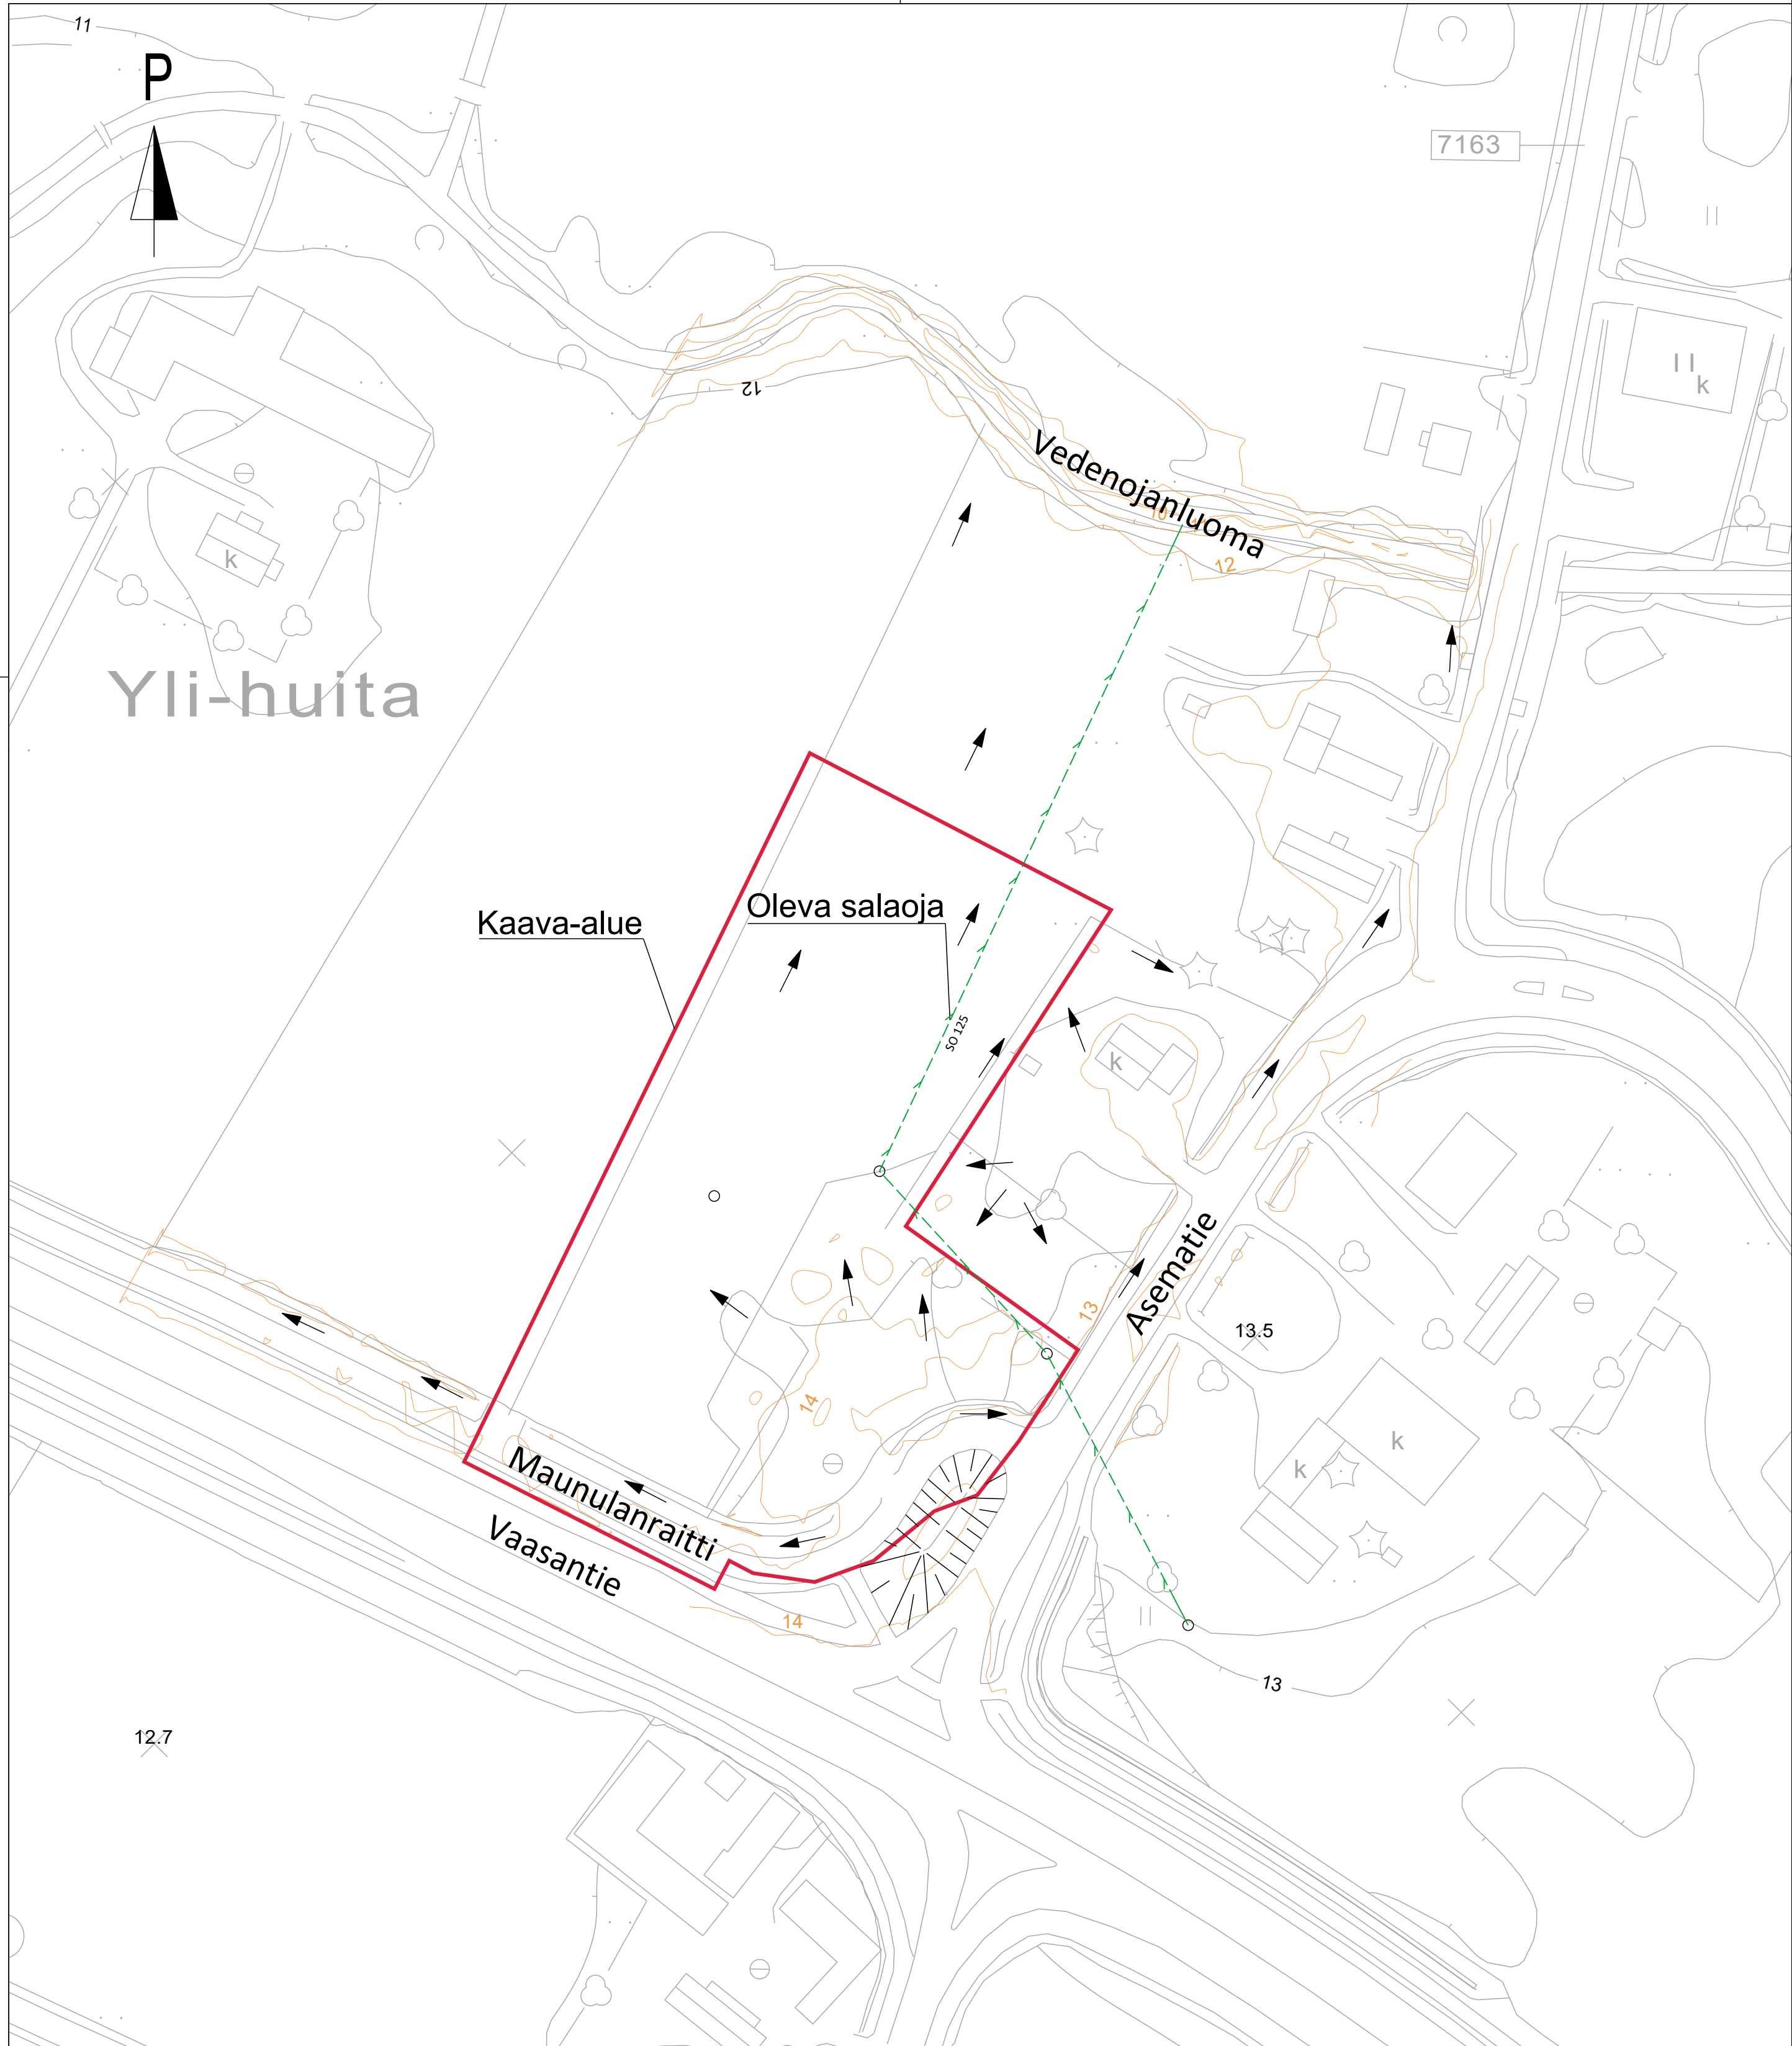 11
P
7163
12
II
k
Vedenojanluoma
10
12
k
Yli-huita
Oleva salaoja
Kaava-alue
SO 125
k
Asematie
13
13.5
14
k
k
Maunulanraitti
Vaasantie
14
13
12.7